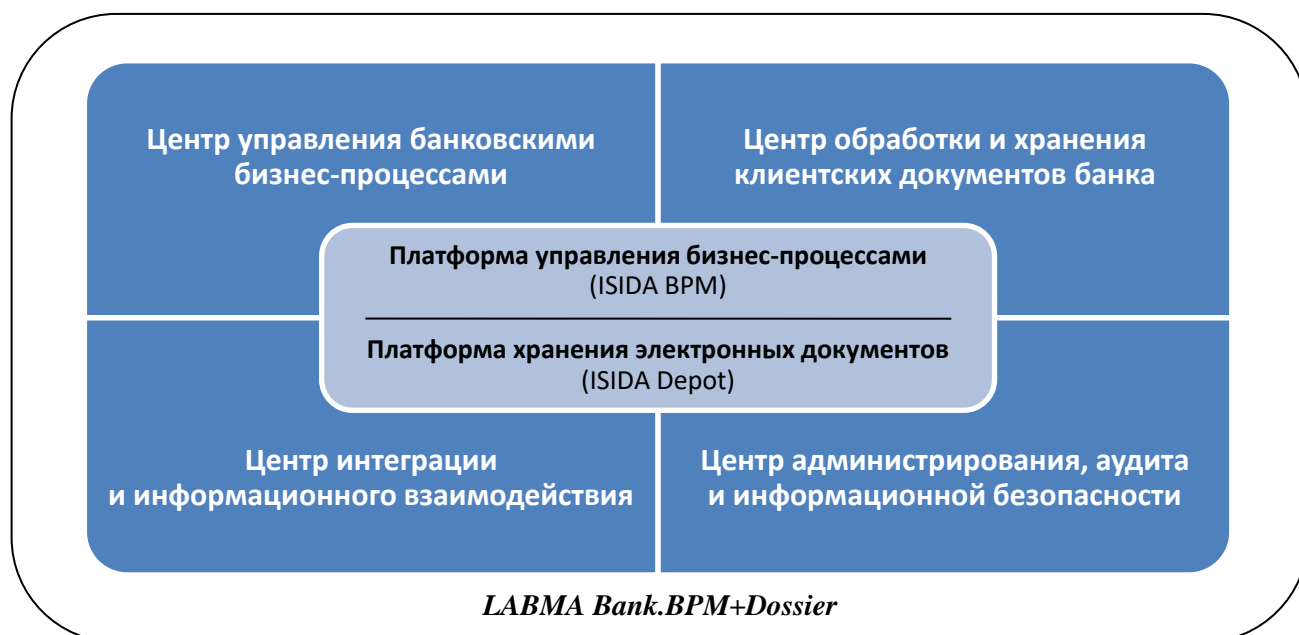 Центр управления банковскими
бизнес-процессами
Центр обработки и хранения
клиентских документов банка
Платформа управления бизнес-процессами
(ISIDA BPM)
Платформа хранения электронных документов
(ISIDA Depot)
Центр интеграции
и информационного взаимодействия
Центр администрирования, аудита
и информационной безопасности
LABMA Bank.BPM+Dossier